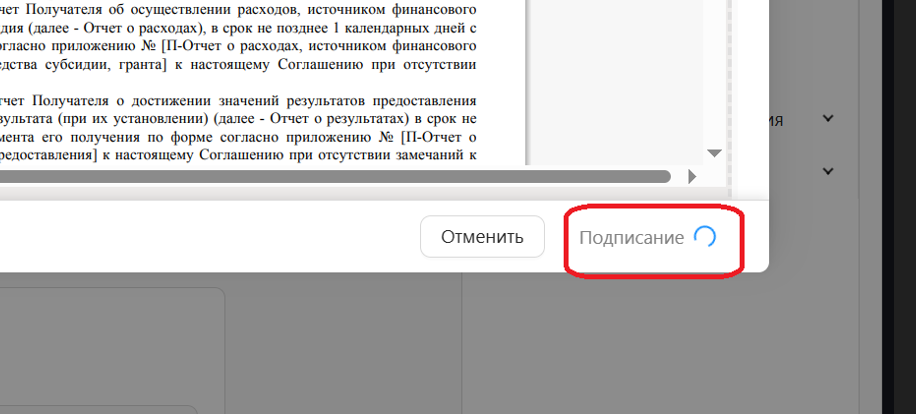 чет Получателя об осуществлении расходов, источником финансового
дия (далее - Отчет о расходах), в срок не позднее 1 календарных дней с
огласно приложению № [П-Отчет о расходах, источником финансового
едства субсидии, гранта] к настоящему Соглашению при отсутствии
тчет Получателя о достижении значений результатов предоставления
зультата (при их установлении) (далее - Отчет о результатах) в срок не
мента его получения по форме согласно приложению № [П-Отчет о
редоставления] к настоящему Соглашению при отсутствии замечаний к
ия
Отменить
Подписание